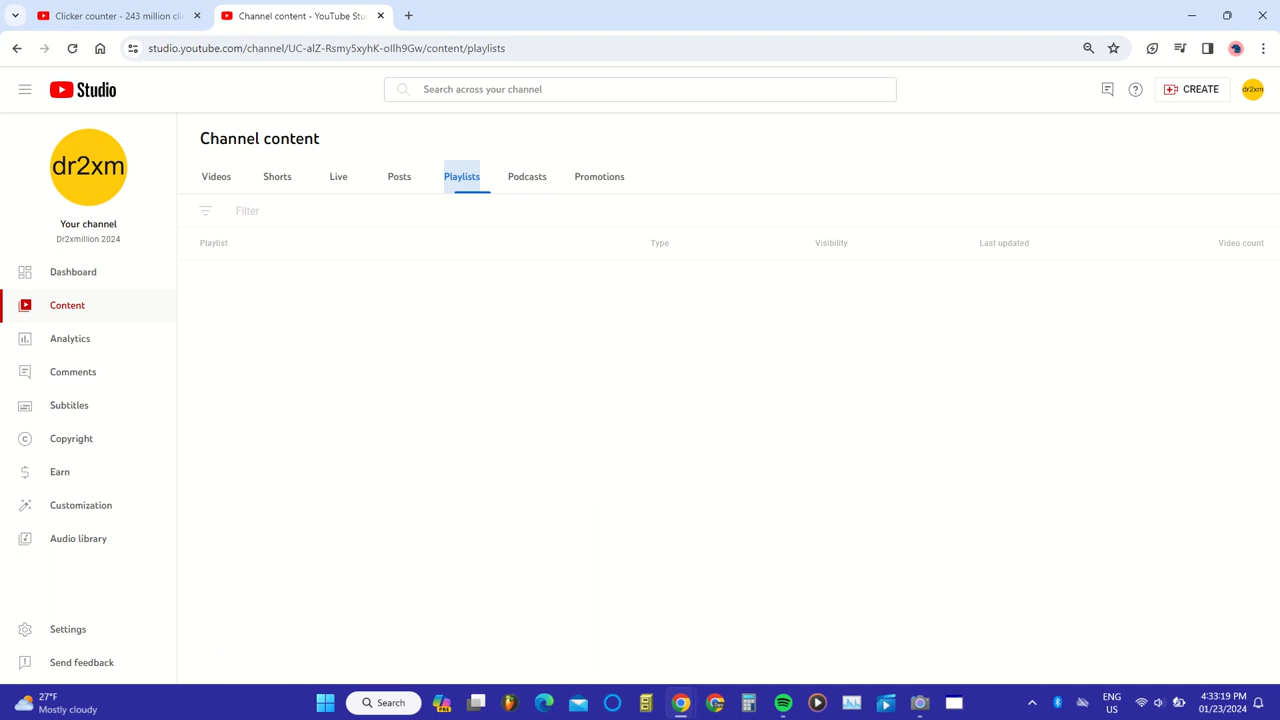 Clicker counter - 243 million cli
Channel content - YouTube Stu
studio.youtube.com/channel/UC-alZ-Rsmy5xyhK-oIlh9Gw/content/playlists
Studio
Search across your channel
CREATE
dr2xm
dr2xm
Your channel
Dr2xmillion 2024
Dashboard
Content
Analytics
Comments
Subtitles
Copyright
Earn
Customization
Audio library
Settings
Send feedback
Channel content
Videos Shorts Live Posts Playlists Podcasts Promotions
Filter
Playlist Type Visibility Last updated Video count
27°F
Mostly cloudy
Search
PRE
ENG
US
4:33:19 PM
01/23/2024